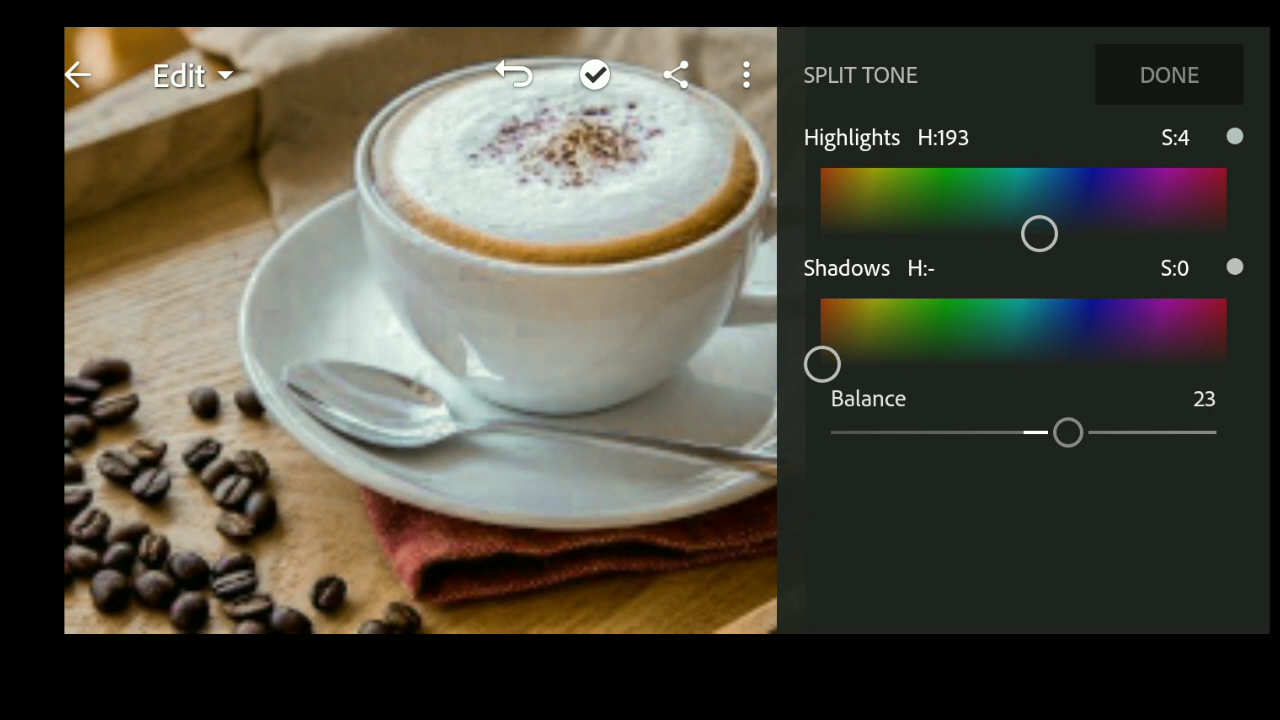 Edit
SPLIT TONE
DONE
Highlights H:193 S:4
Shadows H:- S:0
Balance 23